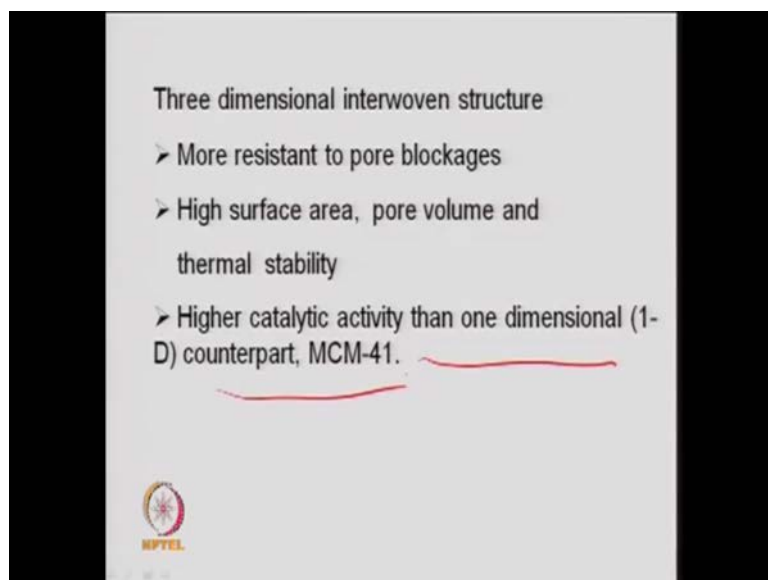 Three dimensional interwoven structure
➤ More resistant to pore blockages
➤ High surface area, pore volume and
thermal stability
➤ Higher catalytic activity than one dimensional (1-
D) counterpart, MCM-41.
NPTEL